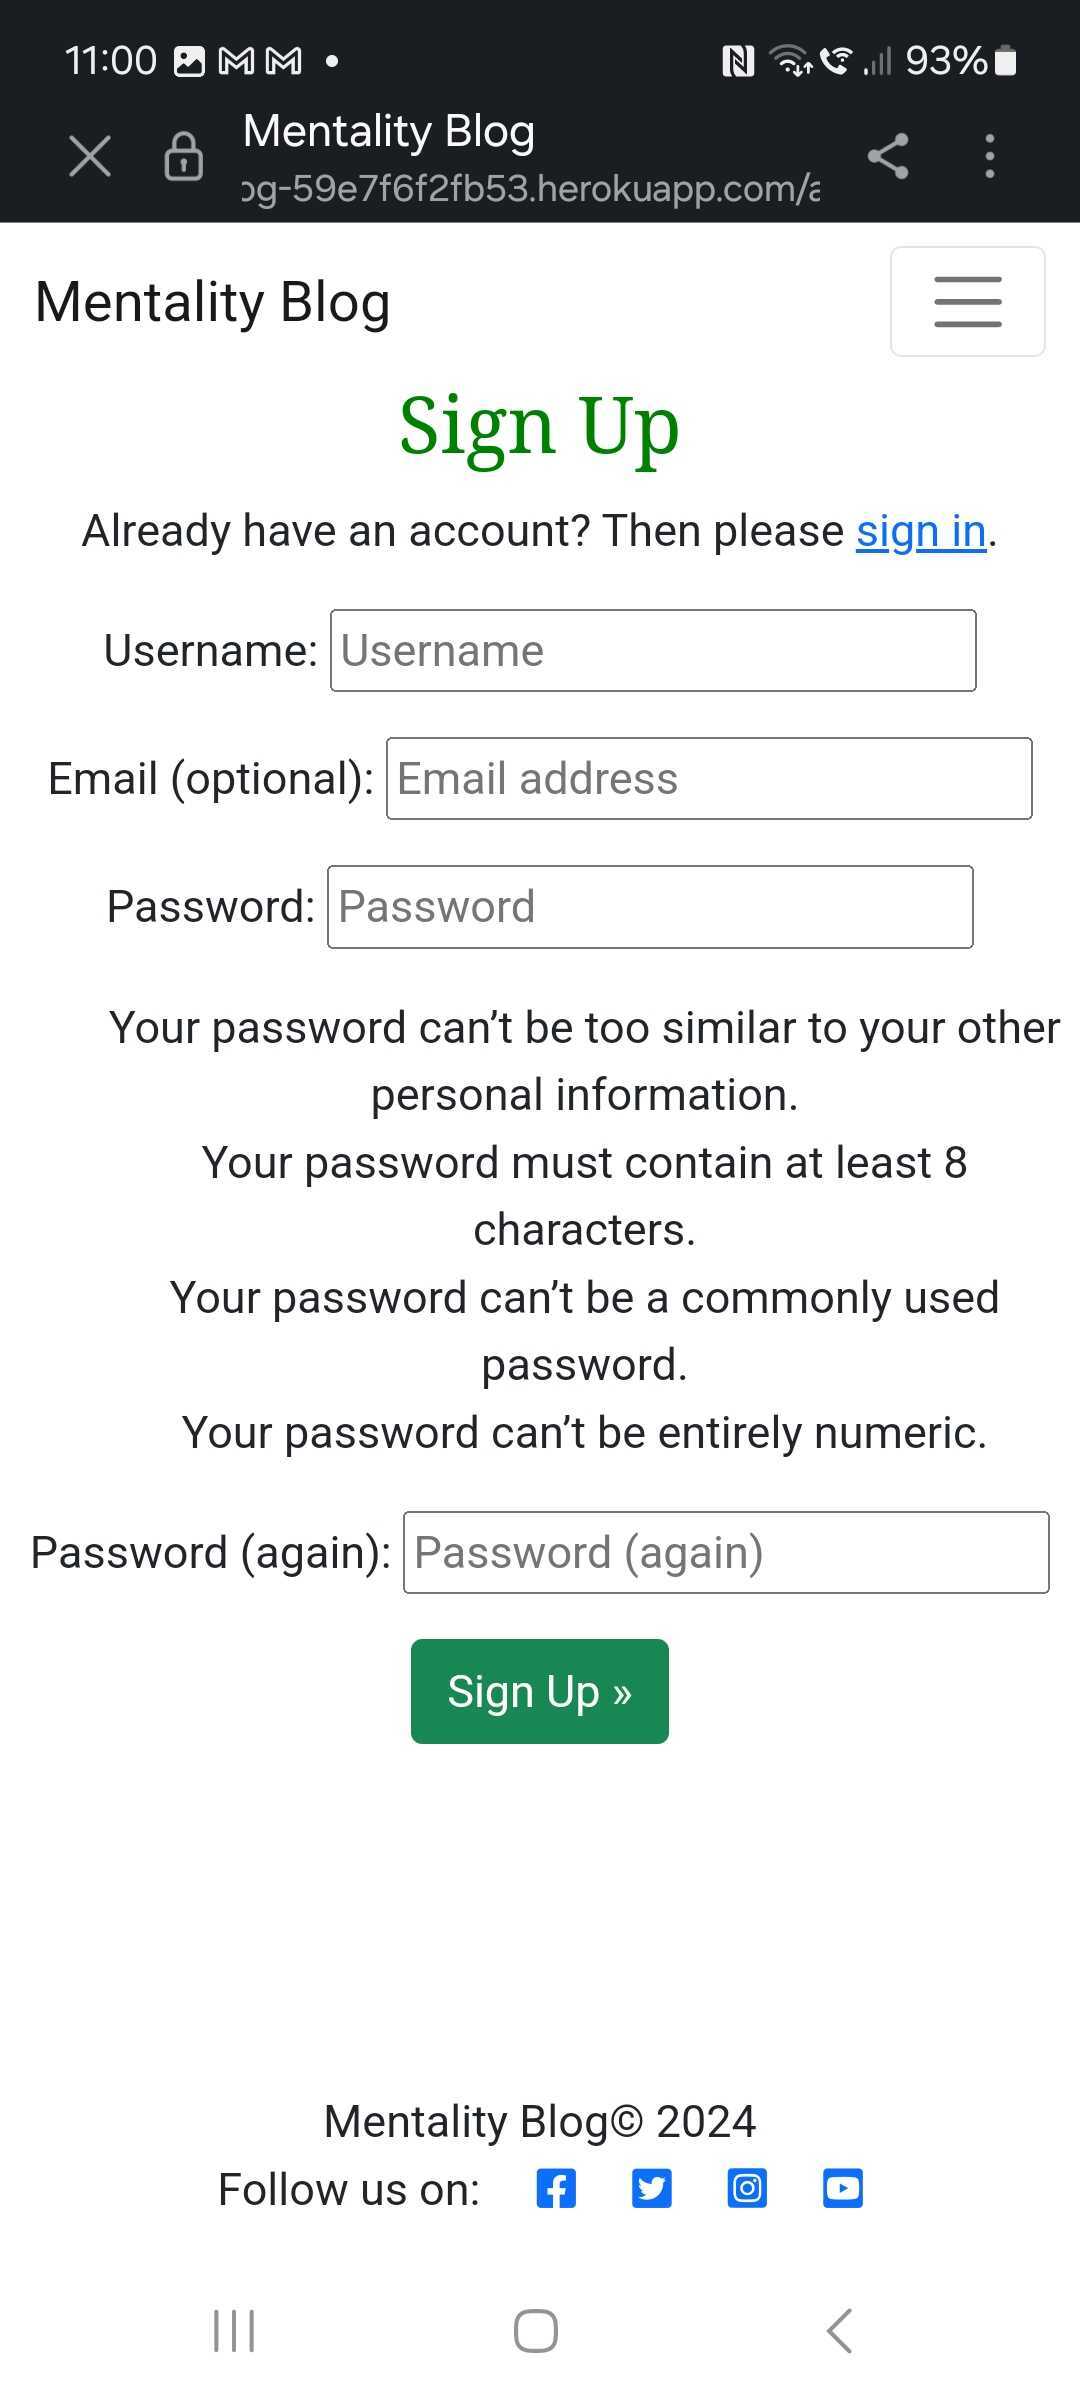 11:00
93%
Mentality Blog
og-59e7f6f2fb53.herokuapp.com/a
Mentality Blog
Sign Up
Already have an account? Then please sign in.
Username: Username
Email (optional): Email address
Password: Password
Your password can’t be too similar to your other
personal information.
Your password must contain at least 8
characters.
Your password can’t be a commonly used
password.
Your password can’t be entirely numeric.
Password (again): Password (again)
Sign Up »
Mentality Blog© 2024
Follow us on: